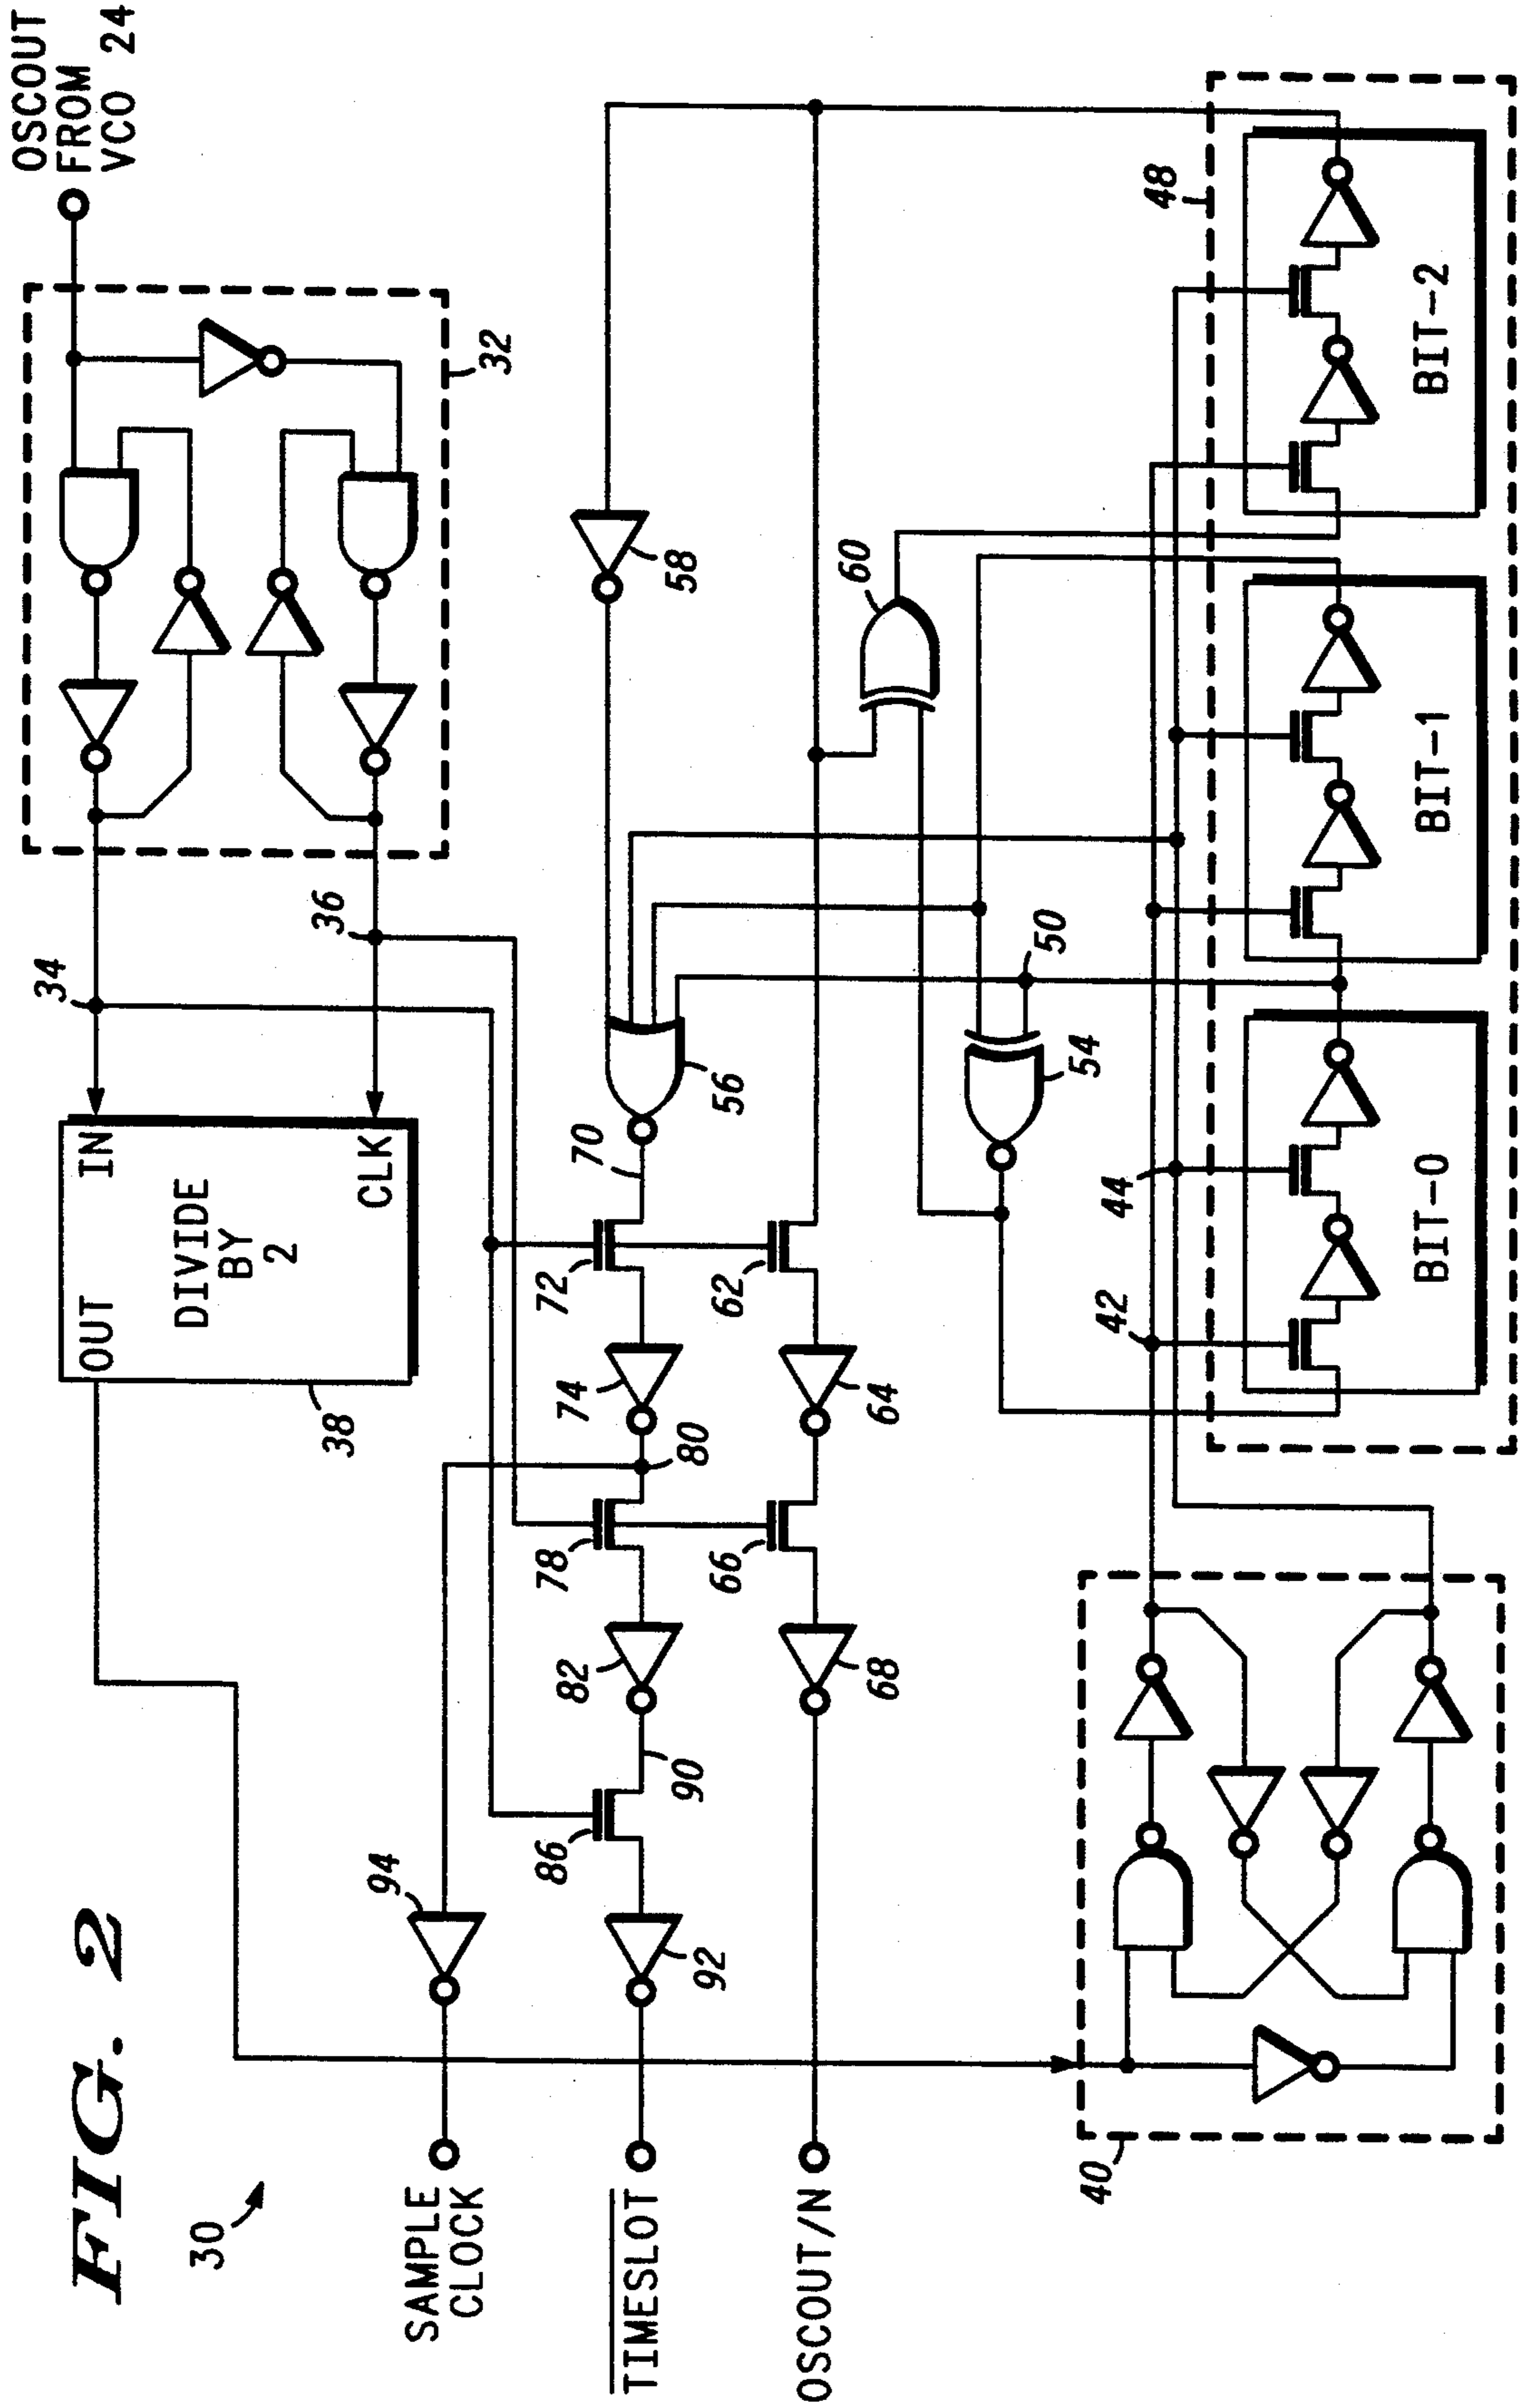 FIG. 2
30
OSCOUT
FROM
VCO 24
32
34
36
OUT
IN
DIVIDE
BY
2
CLK
38
SAMPLE
CLOCK
94
TIMESLOT
92
86
90
82
78
80
74
72
70
56
58
OSCOUT/N
68
66
64
62
60
54
50
40
42
44
48
BIT-0
BIT-1
BIT-2